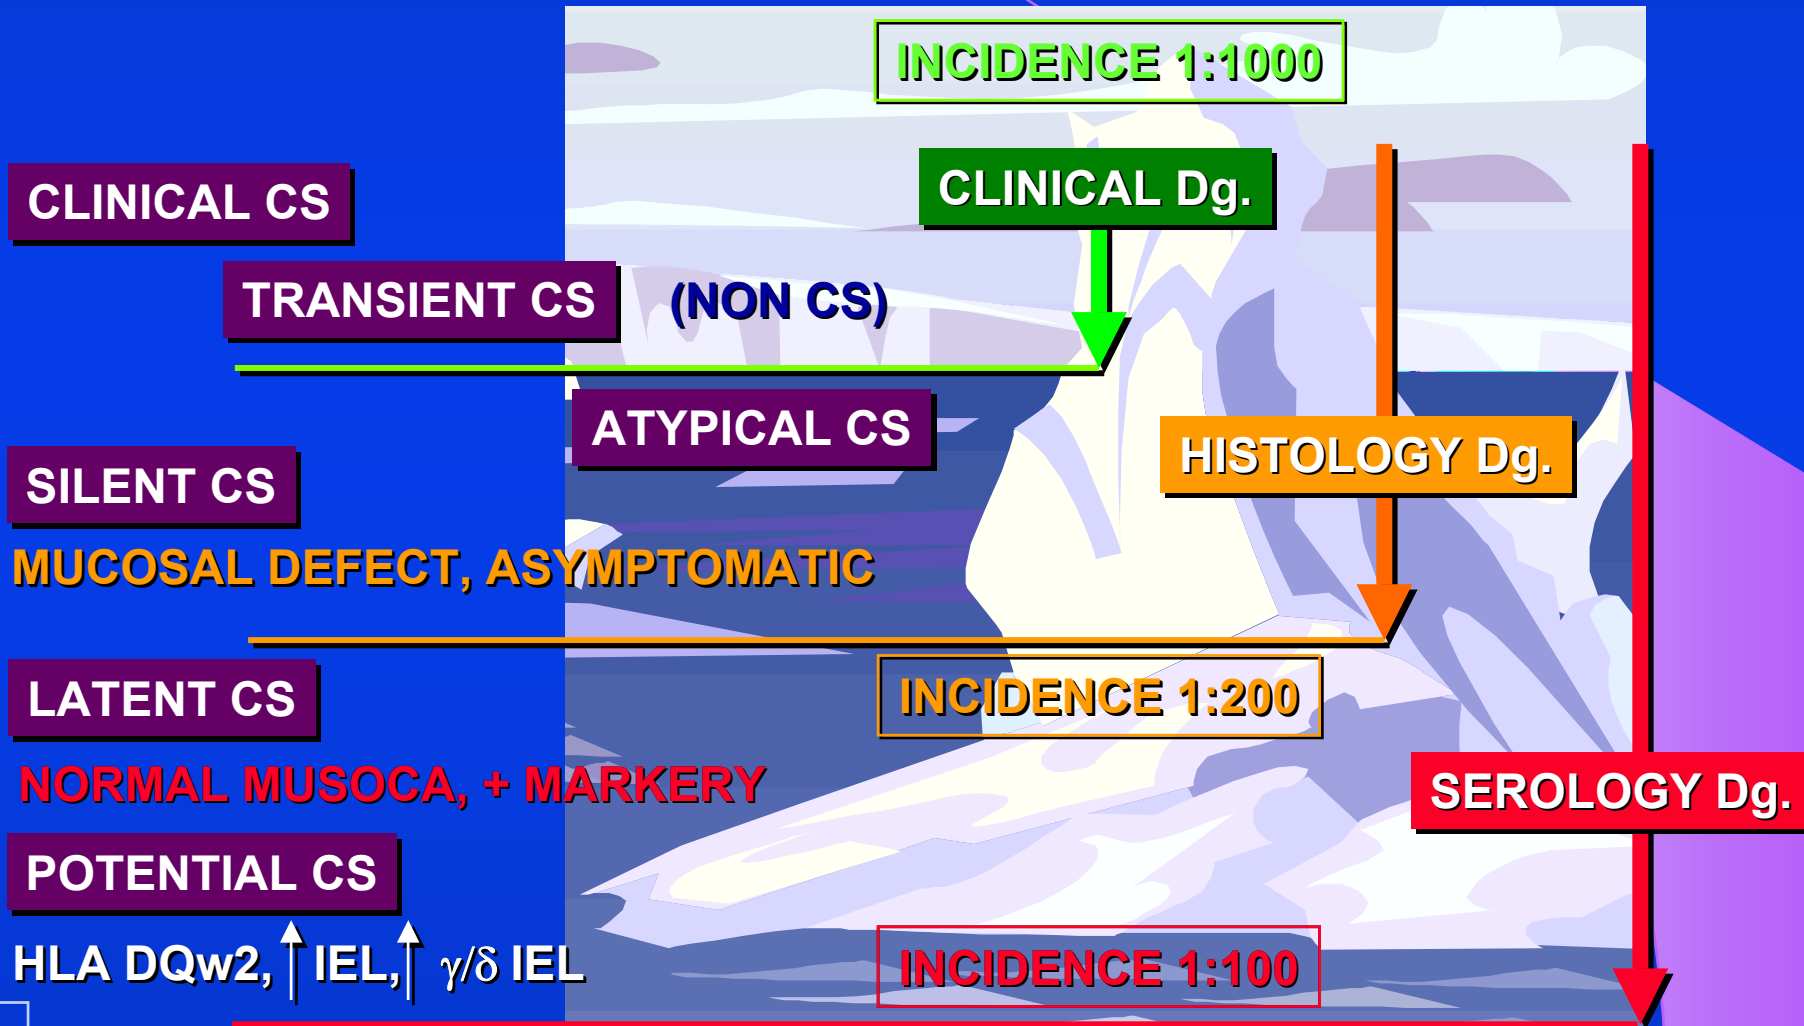 INCIDENCE 1:1000
CLINICAL CS
CLINICAL Dg.
TRANSIENT CS
(NON CS)
ATYPICAL CS
HISTOLOGY Dg.
SILENT CS
MUCOSAL DEFECT, ASYMPTOMATIC
LATENT CS
INCIDENCE 1:200
NORMAL MUSOCA, + MARKERY
SEROLOGY Dg.
POTENTIAL CS
HLA DQw2, ↑ IEL, ↑ γ/δ IEL
INCIDENCE 1:100